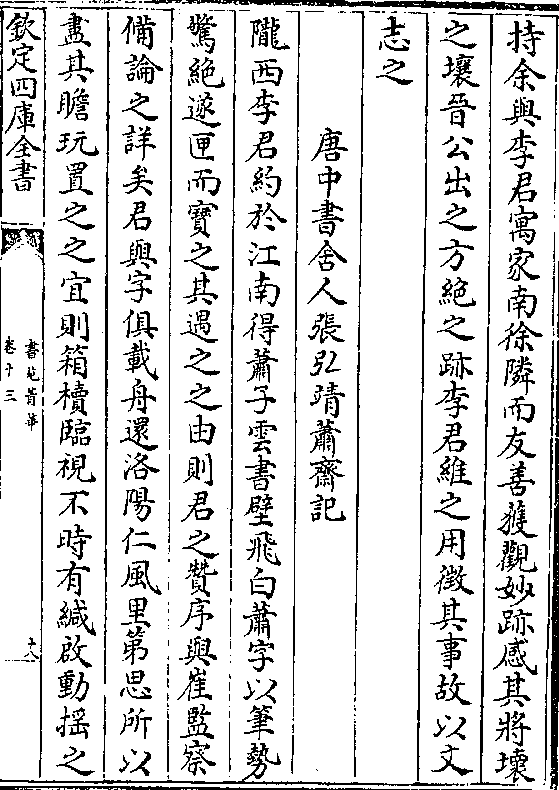 持余與李君寓家南徐隣而友善獲觀妙跡感其將壞
之壤晉公出之方絶之跡李君維之用徴其事故以文
志之
唐中書舍人張弘靖蕭齋記
隴西李君約於江南得蕭子雲書壁飛白蕭字以筆勢
驚絶遂匣而寶之其遇之之由則君之贊序與崔監察
備論之詳矣君與字俱載舟還洛陽仁風里第思所以
盡其瞻玩置之之宜則箱櫝臨視不時有緘啟動揺之
欽定四庫全書
書苑菁華
卷十三
十八